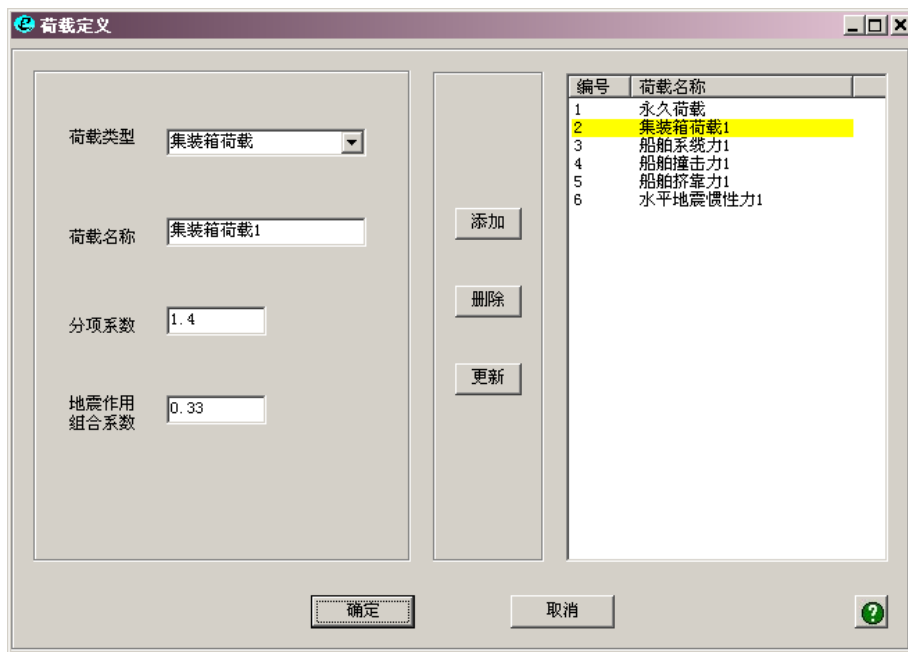 荷载定义
荷载类型
集装箱荷载
荷载名称
集装箱荷载1
分项系数
1.4
地震作用
组合系数
0.33
添加
删除
更新
编号 荷载名称
1 永久荷载
2 集装箱荷载1
3 船舶系缆力1
4 船舶撞击力1
5 船舶挤靠力1
6 水平地震惯性力1
确定
取消